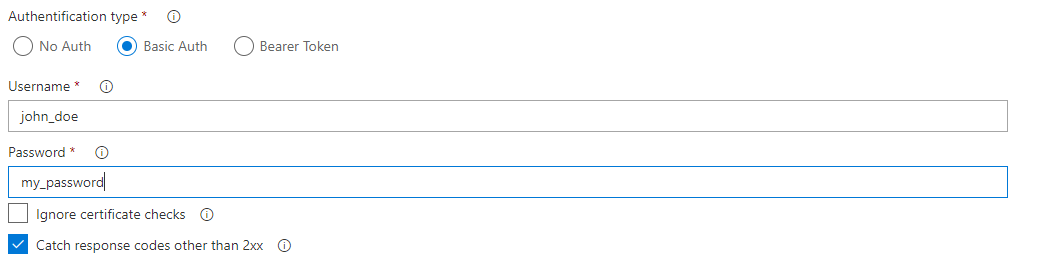 Authentification type *
No Auth Basic Auth Bearer Token
Username *
john_doe
Password *
my_password
Ignore certificate checks
Catch response codes other than 2xx